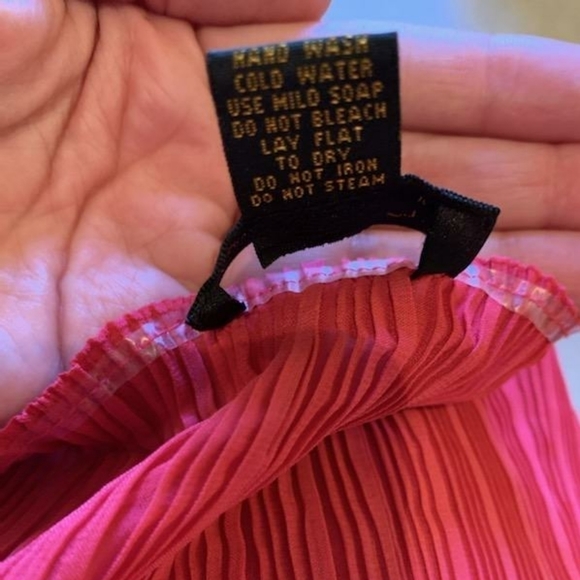 HAND WASH
COLD WATER
USE MILD SOAP
DO NOT BLEACH
LAY FLAT
TO DRY
DO NOT IRON
DO NOT STEAM